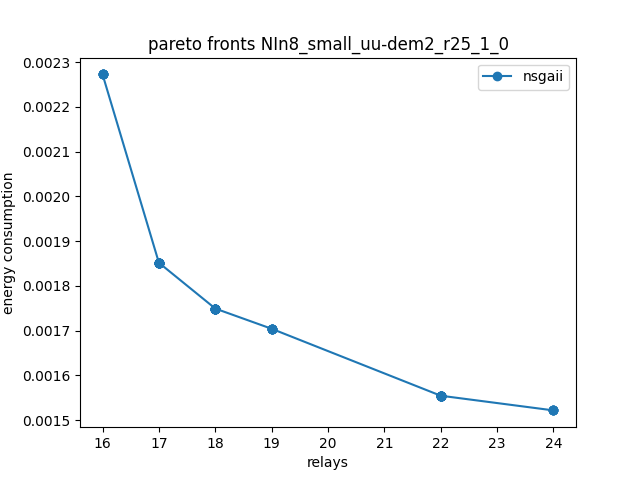 pareto fronts NIn8_small_uu-dem2_r25_1_0
nsgaii
energy consumption
0.0023
0.0022
0.0021
0.0020
0.0019
0.0018
0.0017
0.0016
0.0015
16 17 18 19 20 21 22 23 24
relays